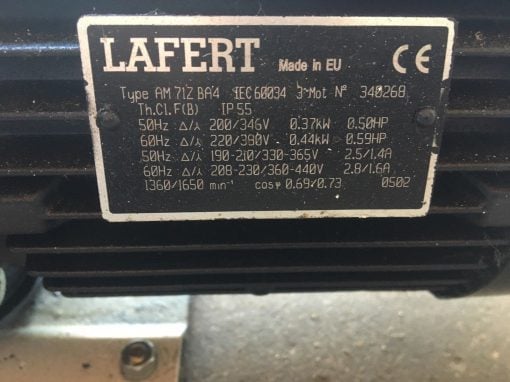 LAFERT Made in EU CE
Type AM 71Z BA4 IEC 60034 3~Mot N° 340268
Th.Cl.F(B) IP 55
50Hz Δ/⅄ 200/346V 0.37kW 0.50HP
60Hz Δ/⅄ 220/380V 0.44kW 0.59HP
50Hz Δ/⅄ 190-210/330-365V 2.5/1.4A
60Hz Δ/⅄ 208-230/360-440V 2.8/1.6A
1360/1650 min⁻¹ cosφ 0.69/0.73 0502